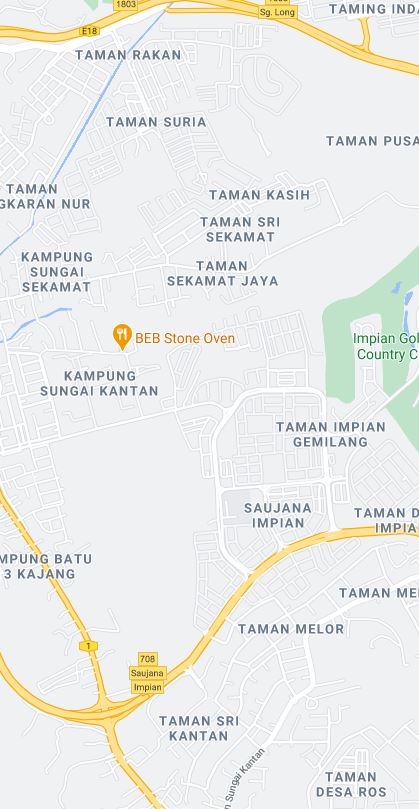 1803
Sg. Long
TAMING INDA
E18
TAMAN RAKAN
TAMAN SURIA
TAMAN PUSA
TAMAN
GKARAN NUR
TAMAN KASIH
TAMAN SRI
SEKAMAT
KAMPUNG
SUNGAI
SEKAMAT
TAMAN
SEKAMAT JAYA
BEB Stone Oven
Impian Gol
Country C
KAMPUNG
SUNGAI KANTAN
TAMAN IMPIAN
GEMILANG
SAUJANA
IMPIAN
TAMAN D
IMPIA
MPUNG BATU
3 KAJANG
TAMAN ME
TAMAN MELOR
1
708
Saujana
Impian
TAMAN SRI
KANTAN
n Sungai Kantan
TAMAN
DESA ROS